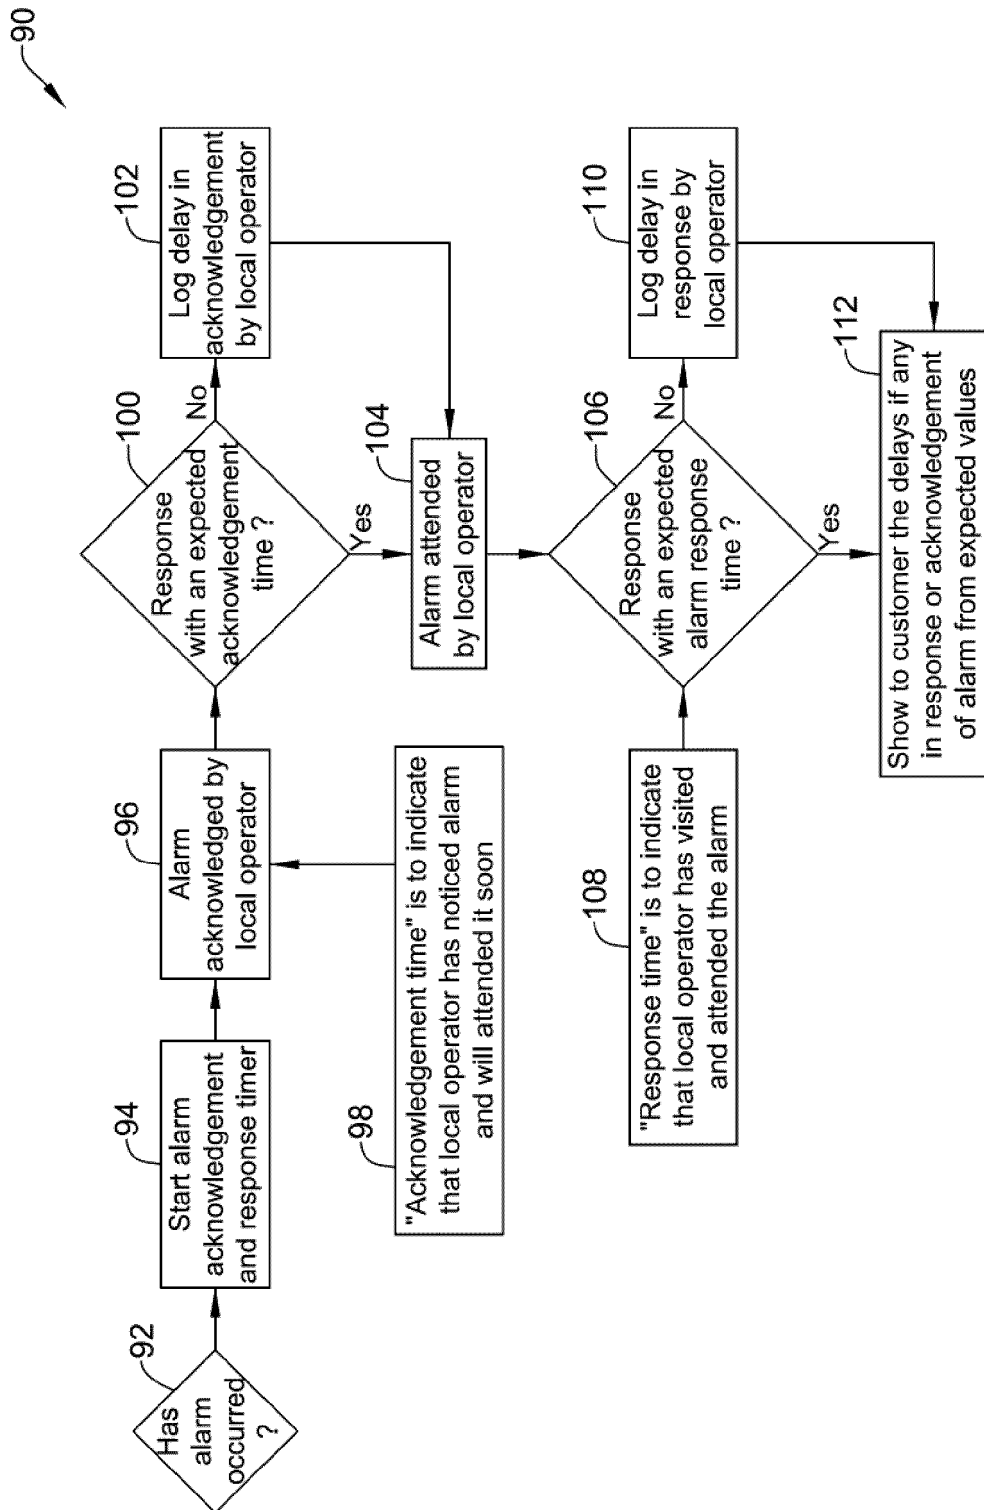 90
92
Has
alarm
occurred
?
94
Start alarm
acknowledgement
and response timer
96
Alarm
acknowledged by
local operator
98
"Acknowledgement time" is to indicate
that local operator has noticed alarm
and will attended it soon
100
Response
with an expected
acknowledgement
time ?
No
Yes
102
Log delay in
acknowledgement
by local operator
104
Alarm attended
by local operator
106
Response
with an expected
alarm response
time ?
No
Yes
108
"Response time" is to indicate
that local operator has visited
and attended the alarm
110
Log delay in
response by
local operator
112
Show to customer the delays if any
in response or acknowledgement
of alarm from expected values